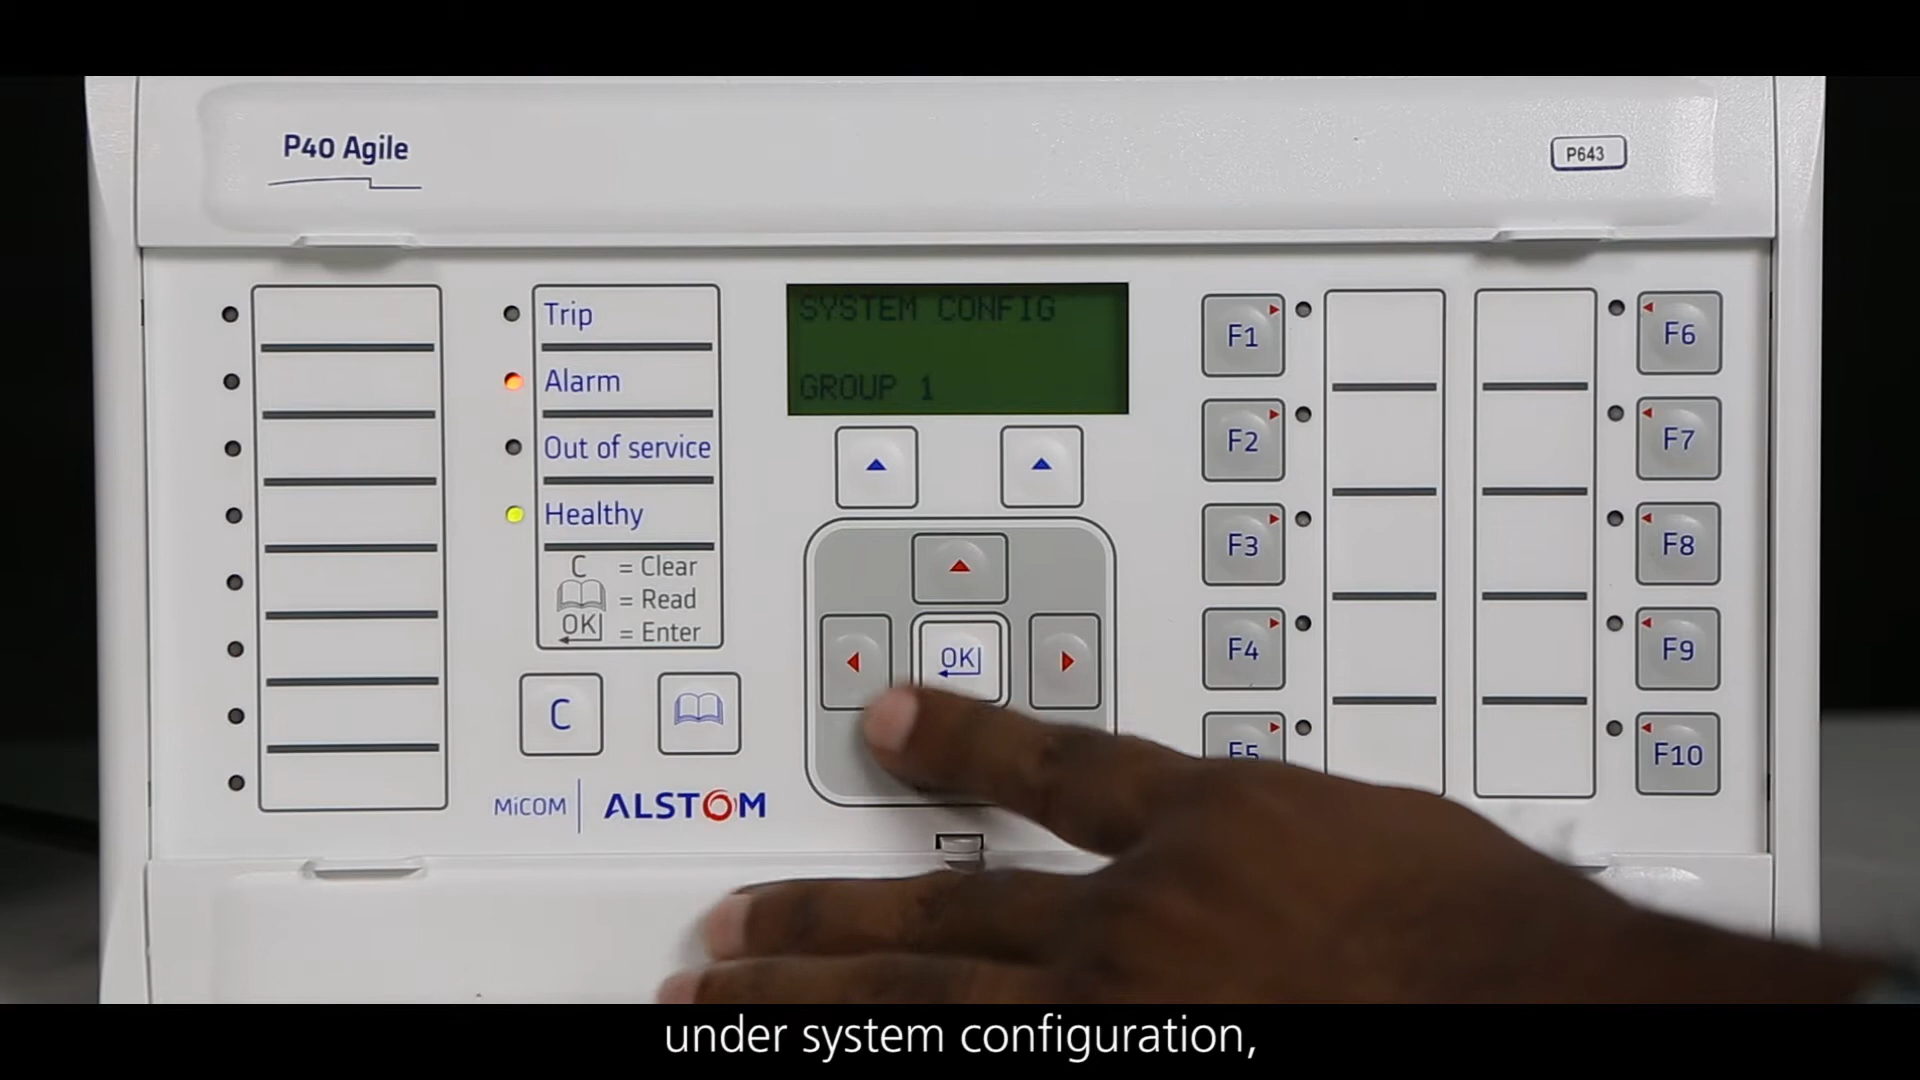 P40 Agile
P643
Trip
Alarm
Out of service
Healthy
C = Clear
= Read
OK = Enter
C
MiCOM ALSTOM
SYSTEM CONFIG
GROUP 1
OK
F1
F2
F3
F4
F5
F6
F7
F8
F9
F10
under system configuration,